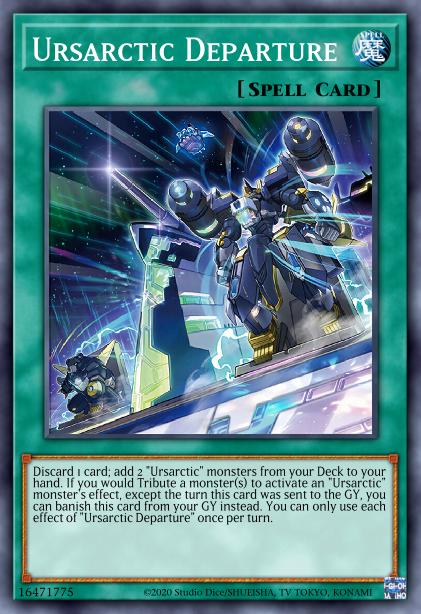 URSARCTIC DEPARTURE
SPELL
魔
[SPELL CARD]
Discard 1 card; add 2 "Ursarctic" monsters from your Deck to your
hand. If you would Tribute a monster(s) to activate an "Ursarctic"
monster's effect, except the turn this card was sent to the GY, you
can banish this card from your GY instead. You can only use each
effect of "Ursarctic Departure" once per turn.
16471775
©2020 Studio Dice/SHUEISHA, TV TOKYO, KONAMI